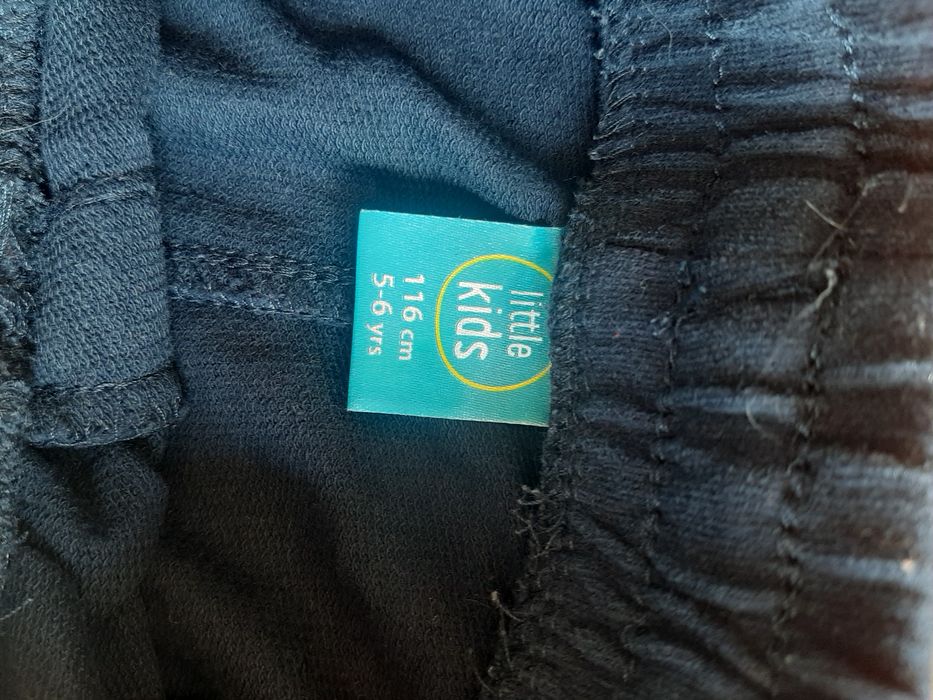 little
kids
116 cm
5-6 yrs